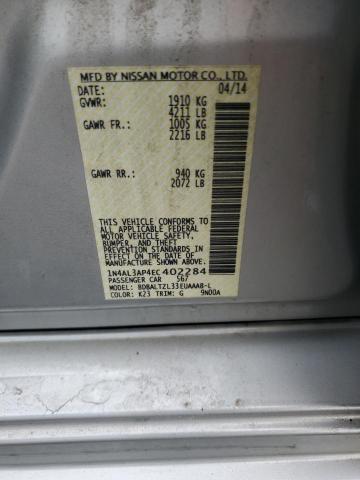 MFD BY NISSAN MOTOR CO., LTD.
DATE: 04/14
GVWR: 1910 KG
4211 LB
GAWR FR.: 1005 KG
2216 LB
GAWR RR.: 940 KG
2072 LB
THIS VEHICLE CONFORMS
TO ALL APPLICABLE FEDERAL
MOTOR VEHICLE SAFETY,
BUMPER, AND THEFT
PREVENTION STANDARDS
IN EFFECT ON THE DATE OF
MANUFACTURE SHOWN ABOVE.
1N4AL3AP4EC402284
PASSENGER CAR 567
MODEL: BDBALTZL33EUAAAB-L
COLOR: K23 TRIM: G 9N00A